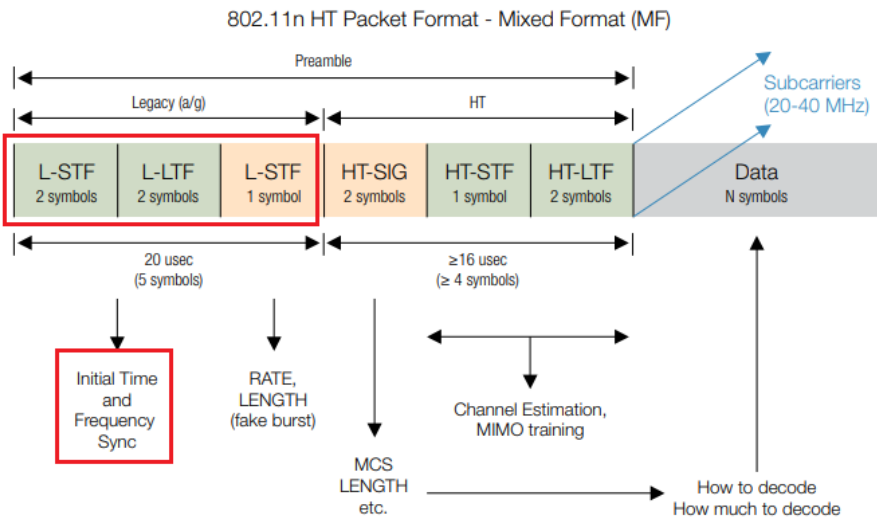 802.11n HT Packet Format - Mixed Format (MF)
Preamble
Legacy (a/g)
HT
Subcarriers
(20-40 MHz)
L-STF
2 symbols
L-LTF
2 symbols
L-STF
1 symbol
HT-SIG
2 symbols
HT-STF
1 symbol
HT-LTF
2 symbols
Data
N symbols
20 usec
(5 symbols)
≥16 usec
(≥ 4 symbols)
Initial Time
and
Frequency
Sync
RATE,
LENGTH
(fake burst)
Channel Estimation,
MIMO training
MCS
LENGTH
etc.
How to decode
How much to decode